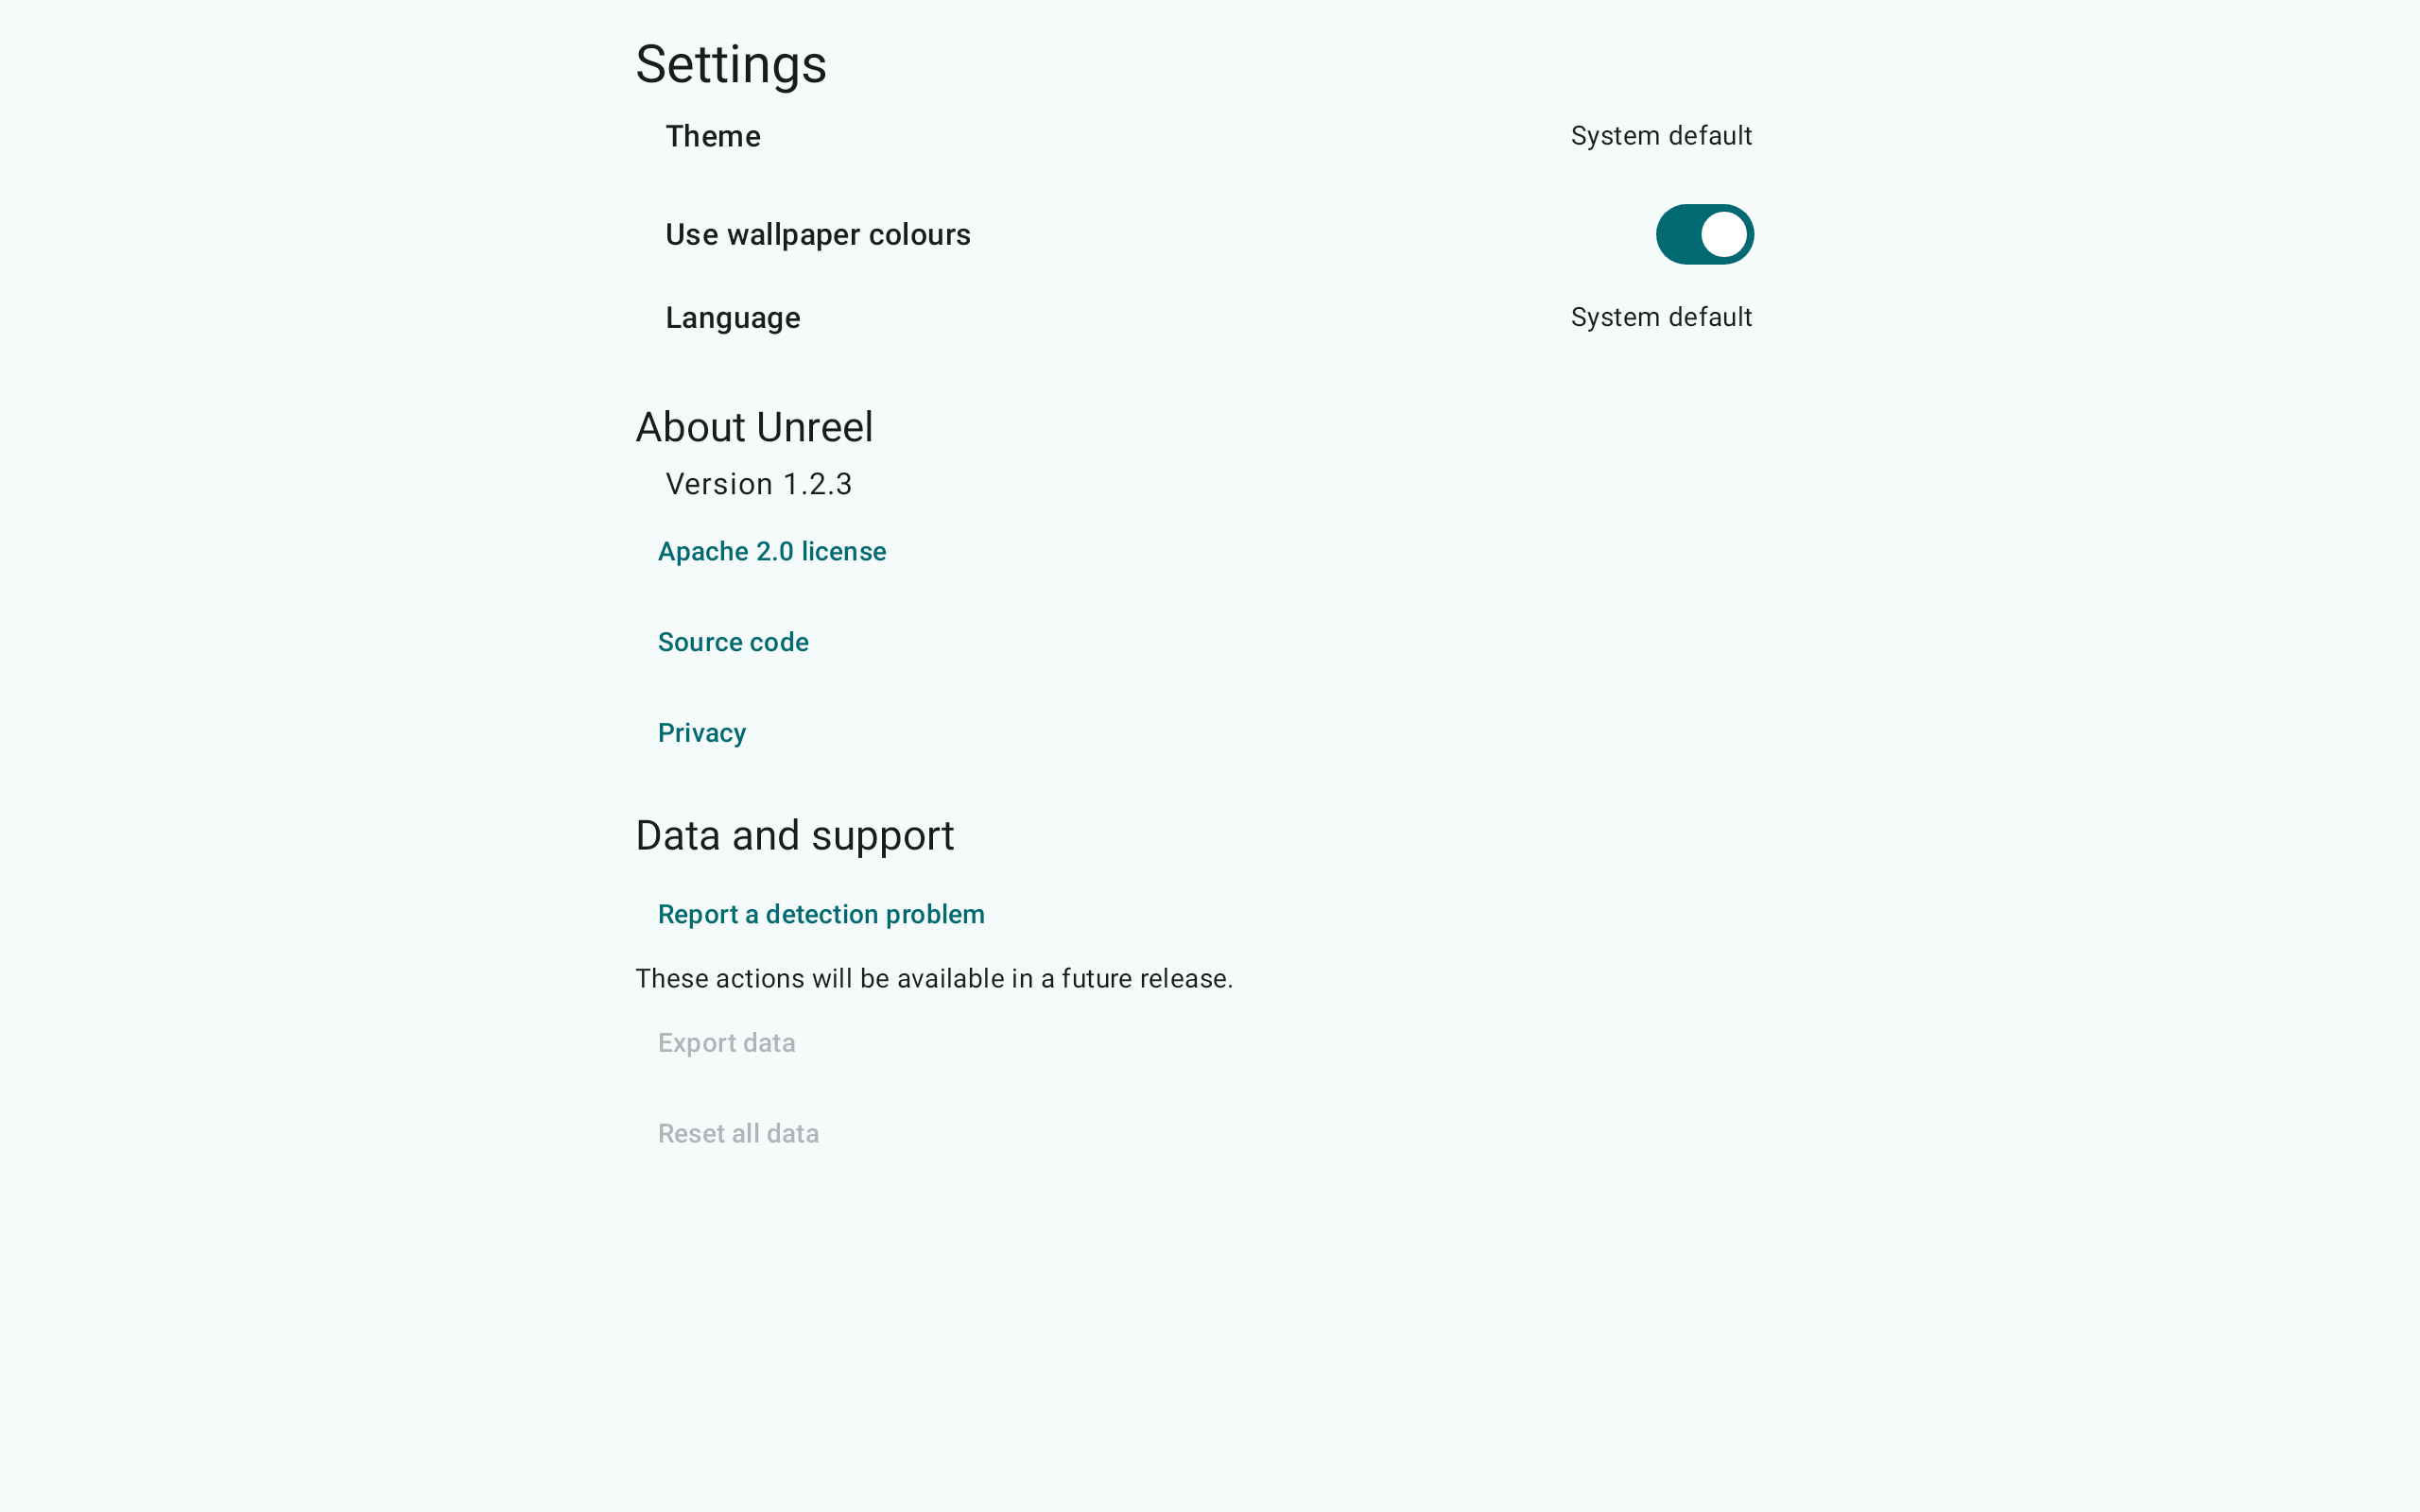 Settings
Theme
System default
Use wallpaper colours
Language
System default
About Unreel
Version 1.2.3
Apache 2.0 license
Source code
Privacy
Data and support
Report a detection problem
These actions will be available in a future release.
Export data
Reset all data